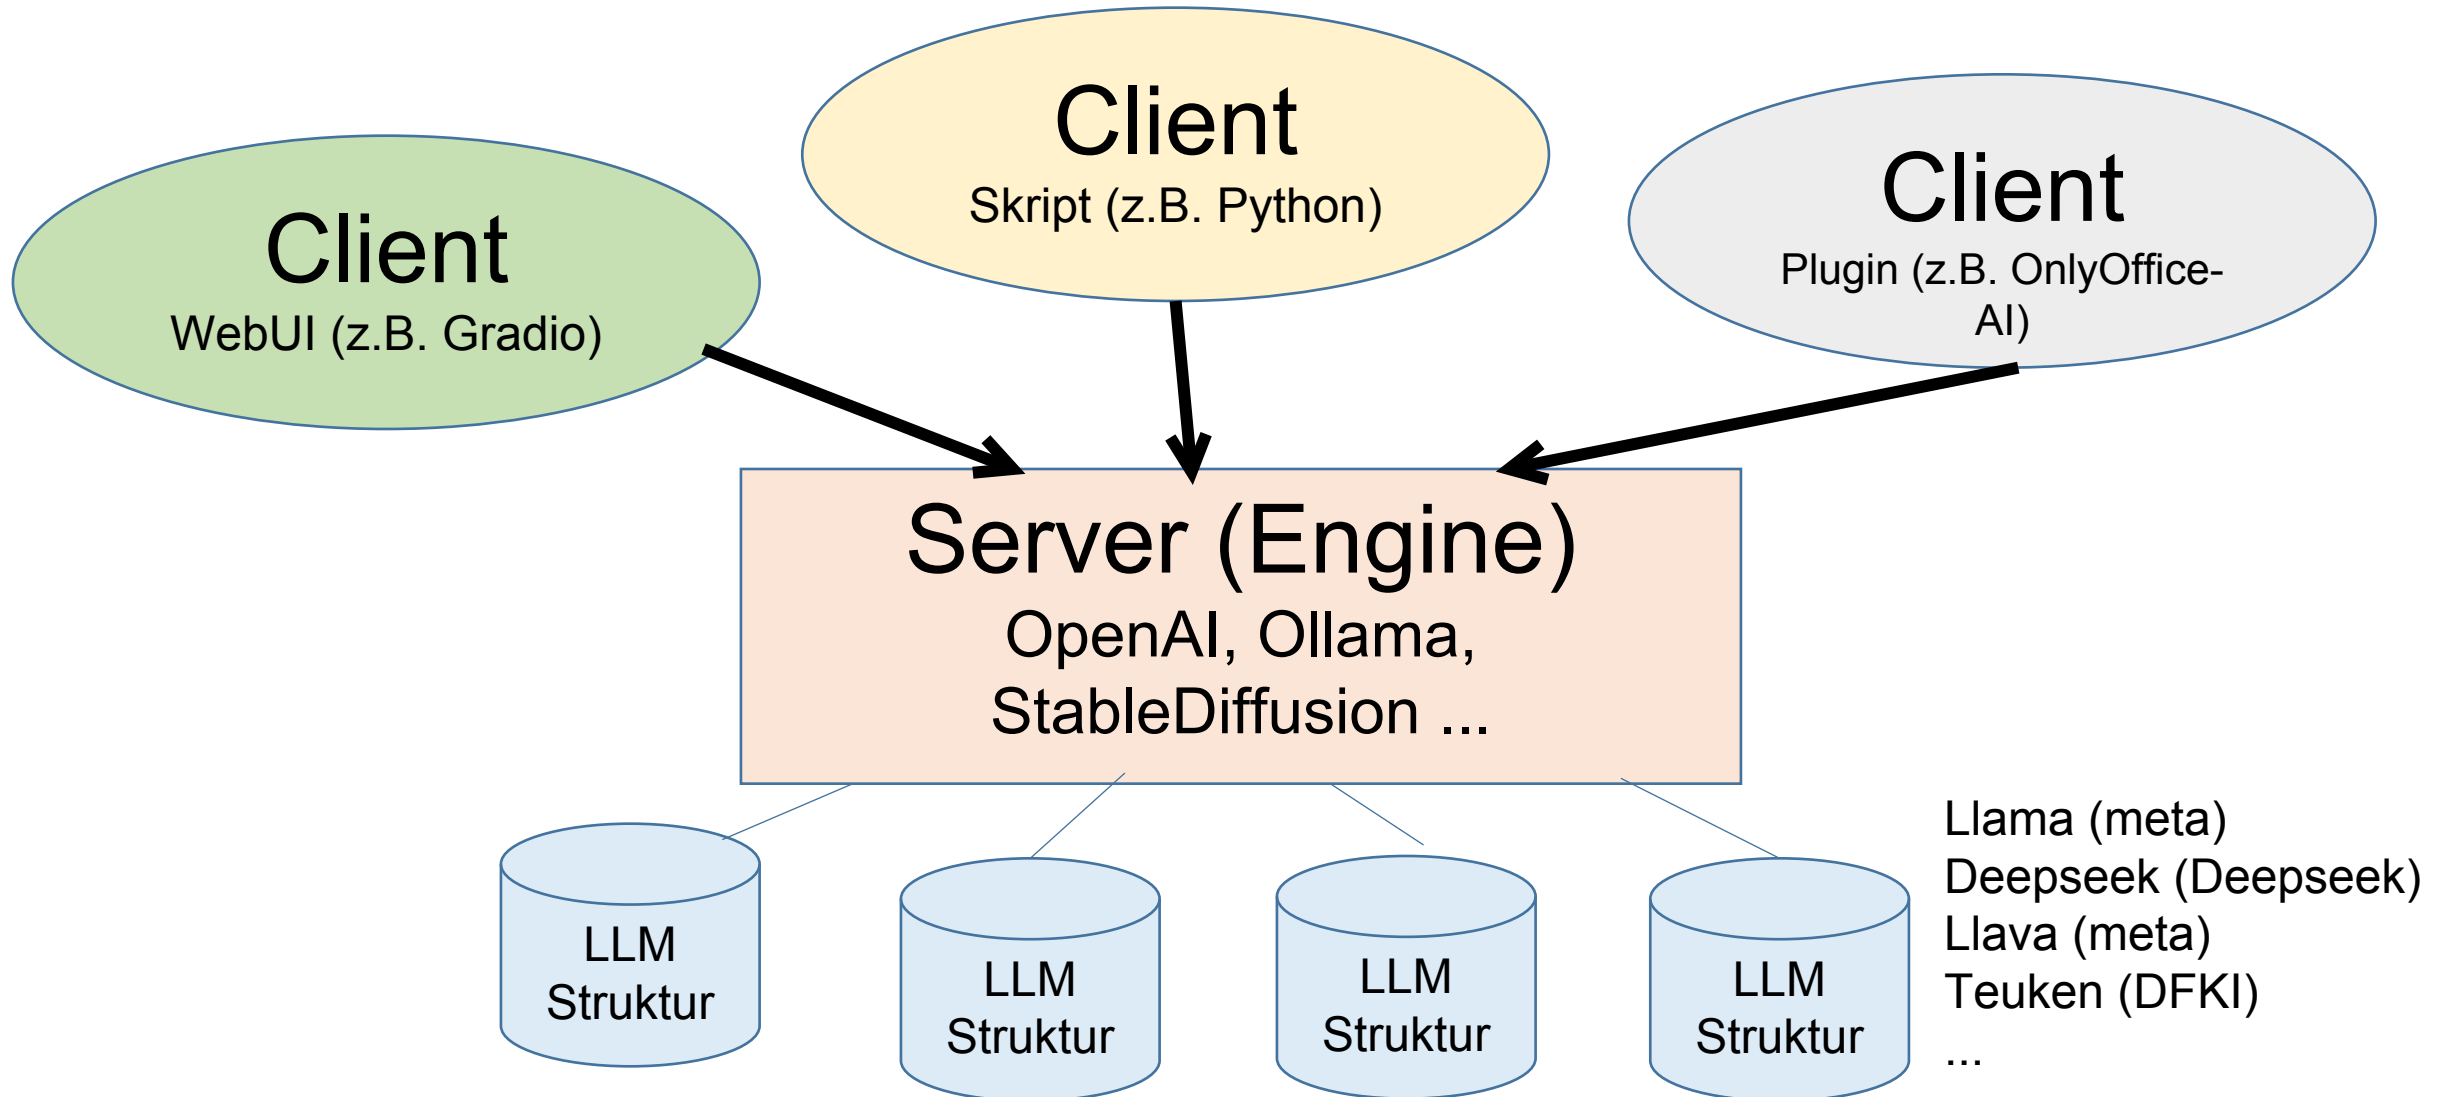 Client
WebUI (z.B. Gradio)
Client
Skript (z.B. Python)
Client
Plugin (z.B. OnlyOffice-
AI)
Server (Engine)
OpenAI, Ollama,
StableDiffusion ...
LLM
Struktur
LLM
Struktur
LLM
Struktur
LLM
Struktur
Llama (meta)
Deepseek (Deepseek)
Llava (meta)
Teuken (DFKI)
...